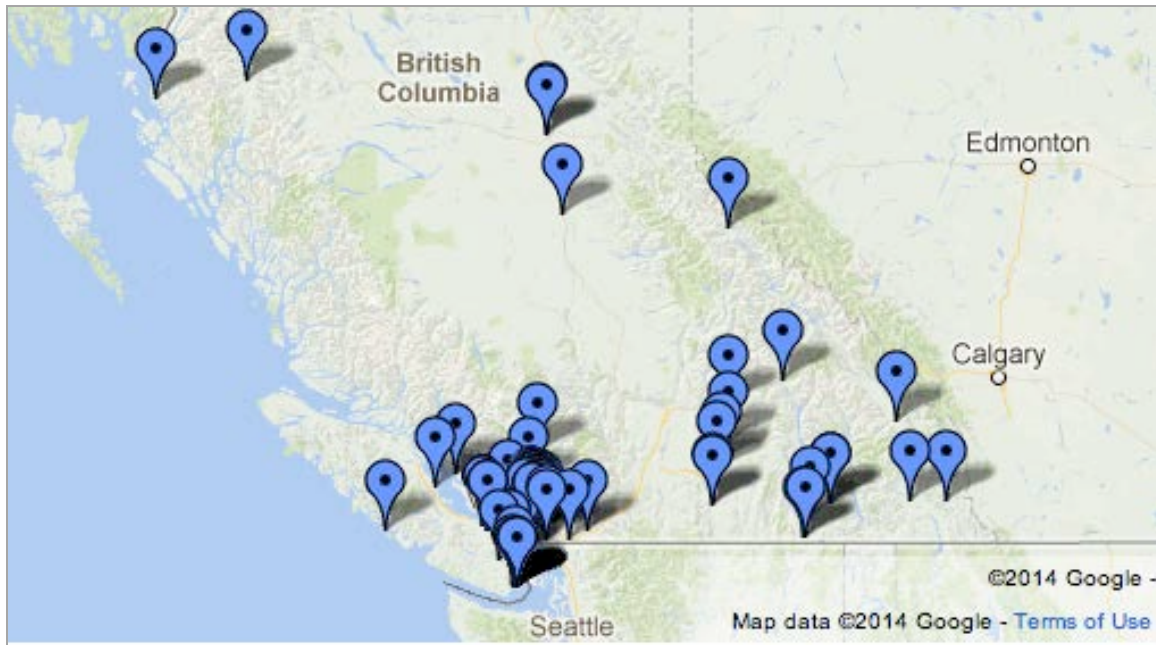 British
Columbia
Edmonton
Calgary
©2014 Google -
Map data ©2014 Google - Terms of Use
Seattle